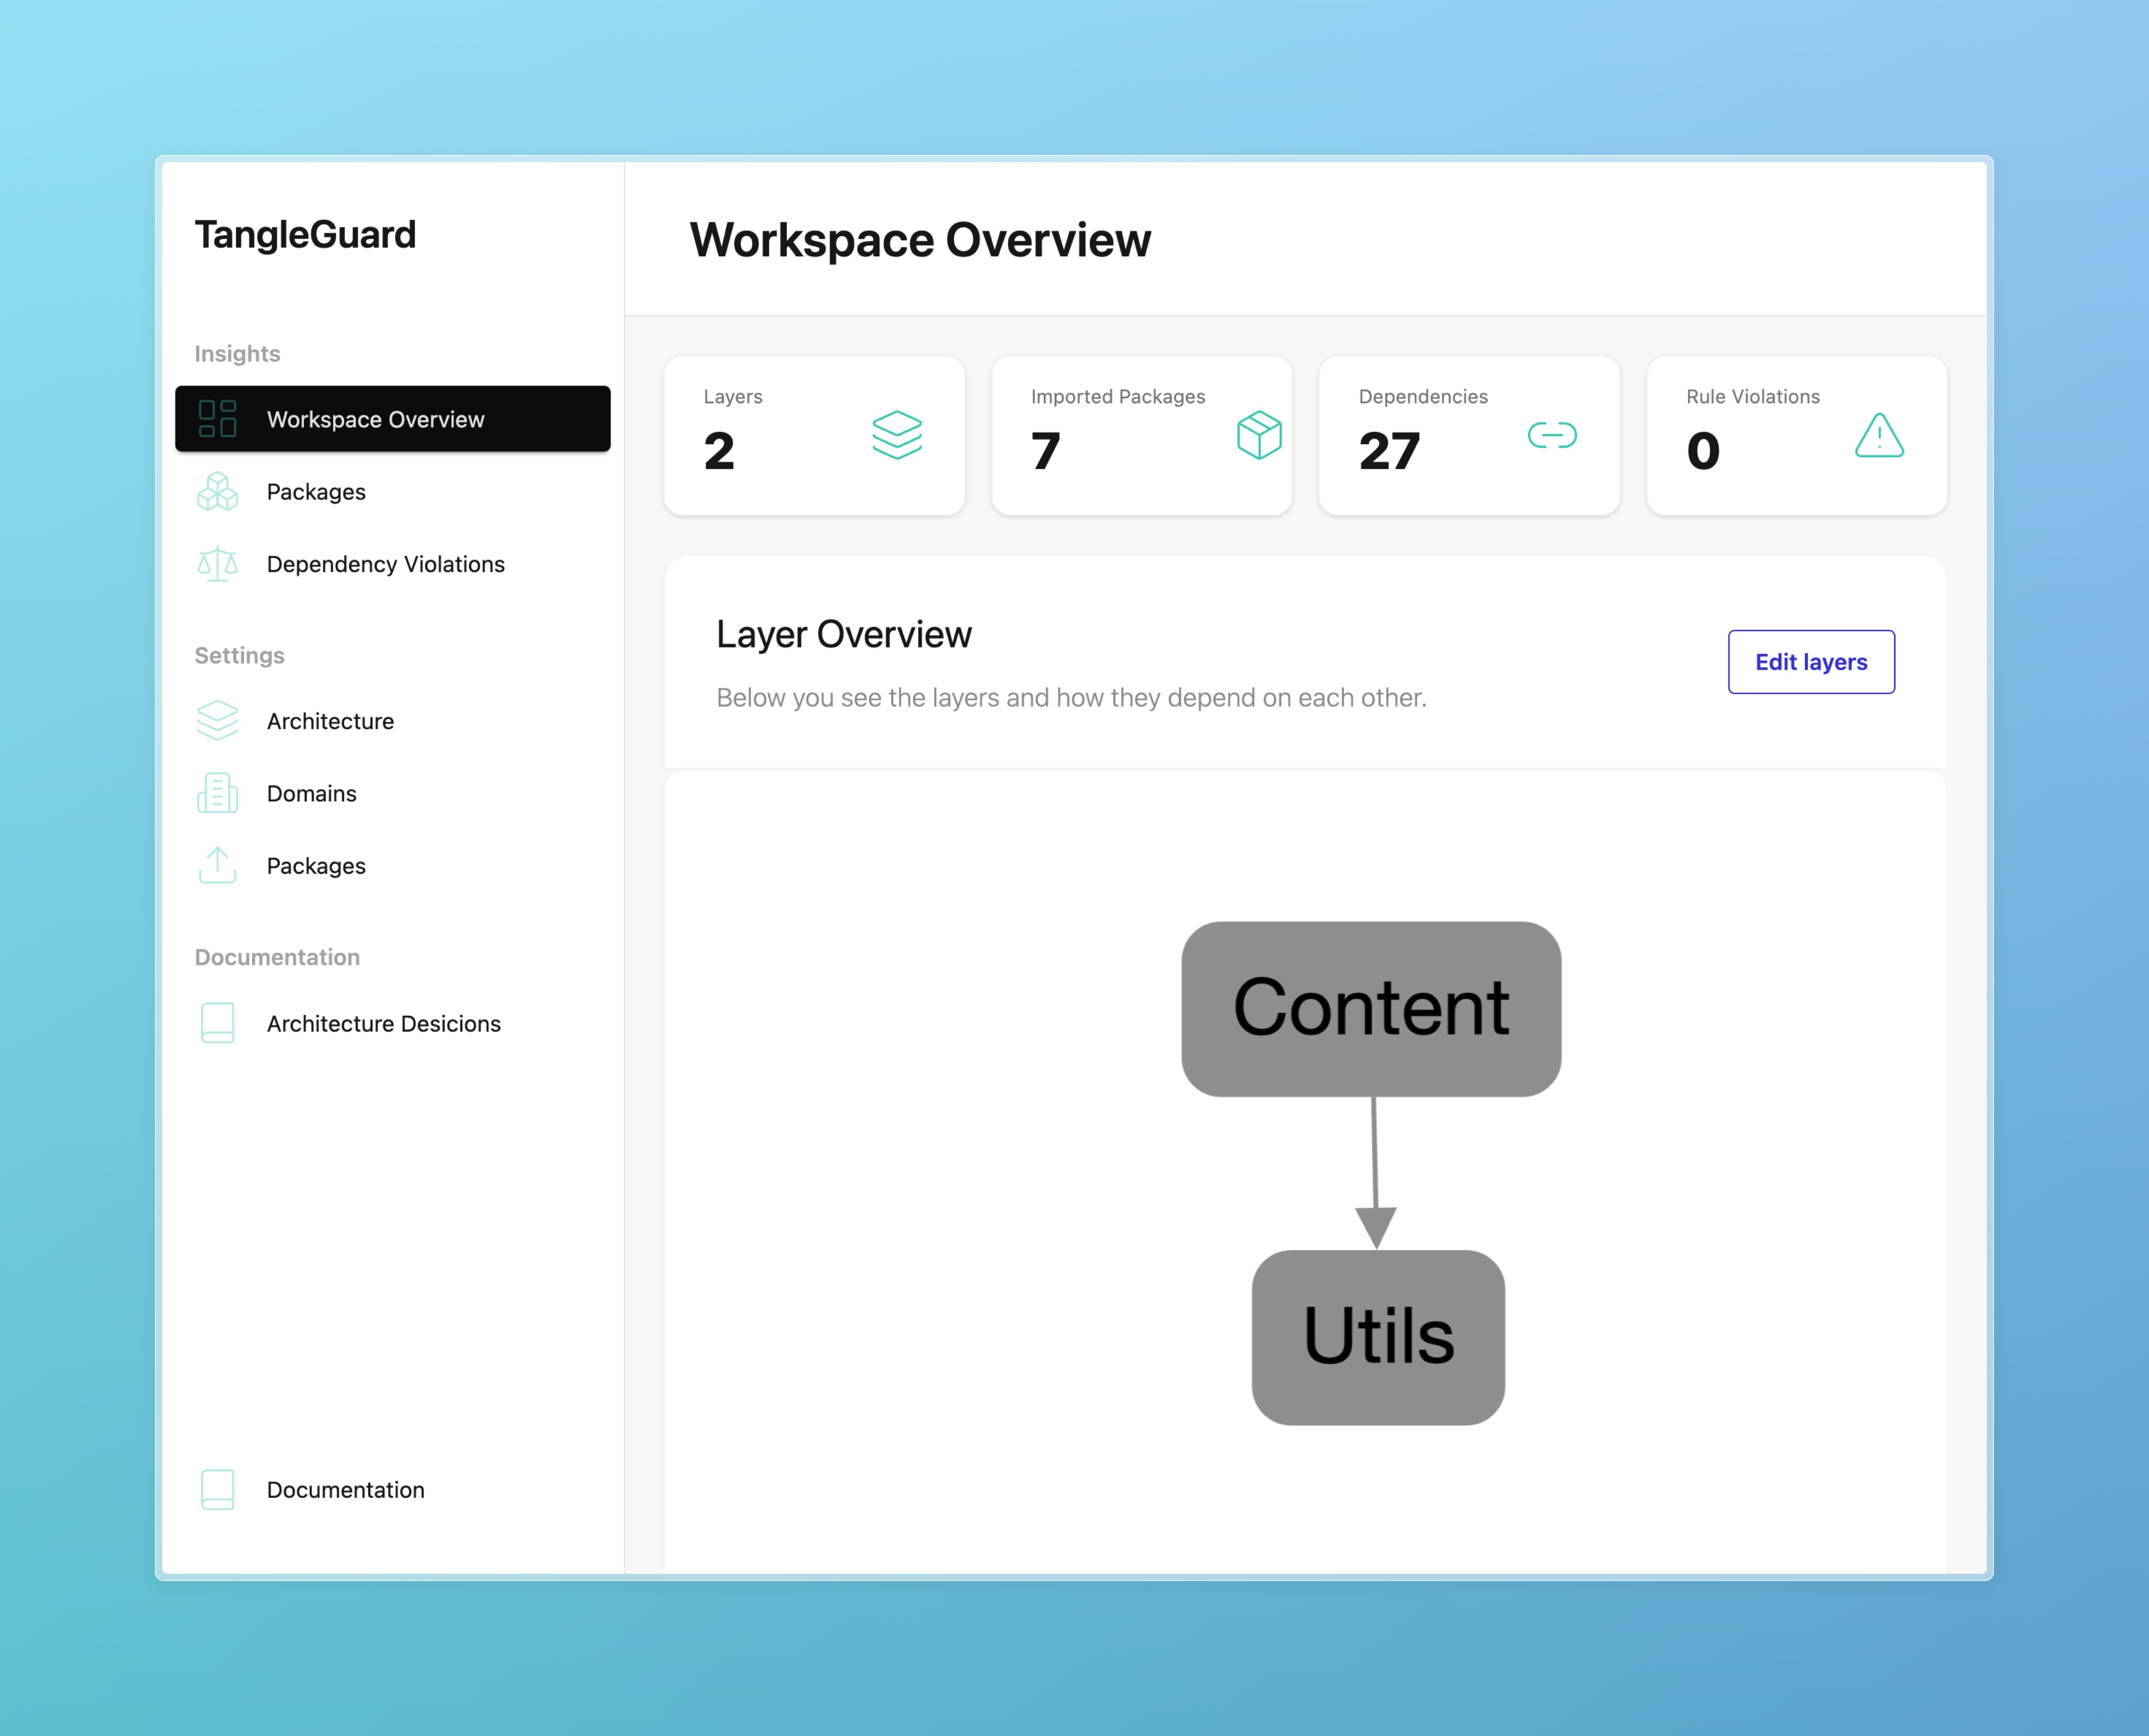 TangleGuard
Insights
Workspace Overview
Packages
Dependency Violations
Settings
Architecture
Domains
Packages
Documentation
Architecture Desicions
Documentation
Workspace Overview
Layers
2
Imported Packages
7
Dependencies
27
Rule Violations
0
Layer Overview
Below you see the layers and how they depend on each other.
Edit layers
Content
Utils